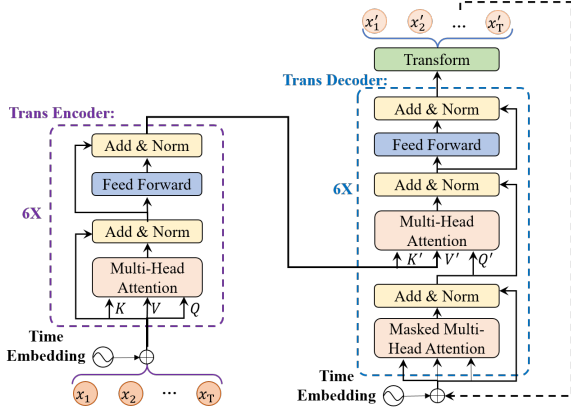 x′1 x′2 ... x′T
Transform
Trans Encoder:
Trans Decoder:
Add & Norm
Feed Forward
6X
Add & Norm
Multi-Head
Attention
K V Q
Time
Embedding
x1 x2 ... xT
Add & Norm
Feed Forward
Add & Norm
6X
Multi-Head
Attention
K′ V′ Q′
Add & Norm
Masked Multi-
Head Attention
Time
Embedding